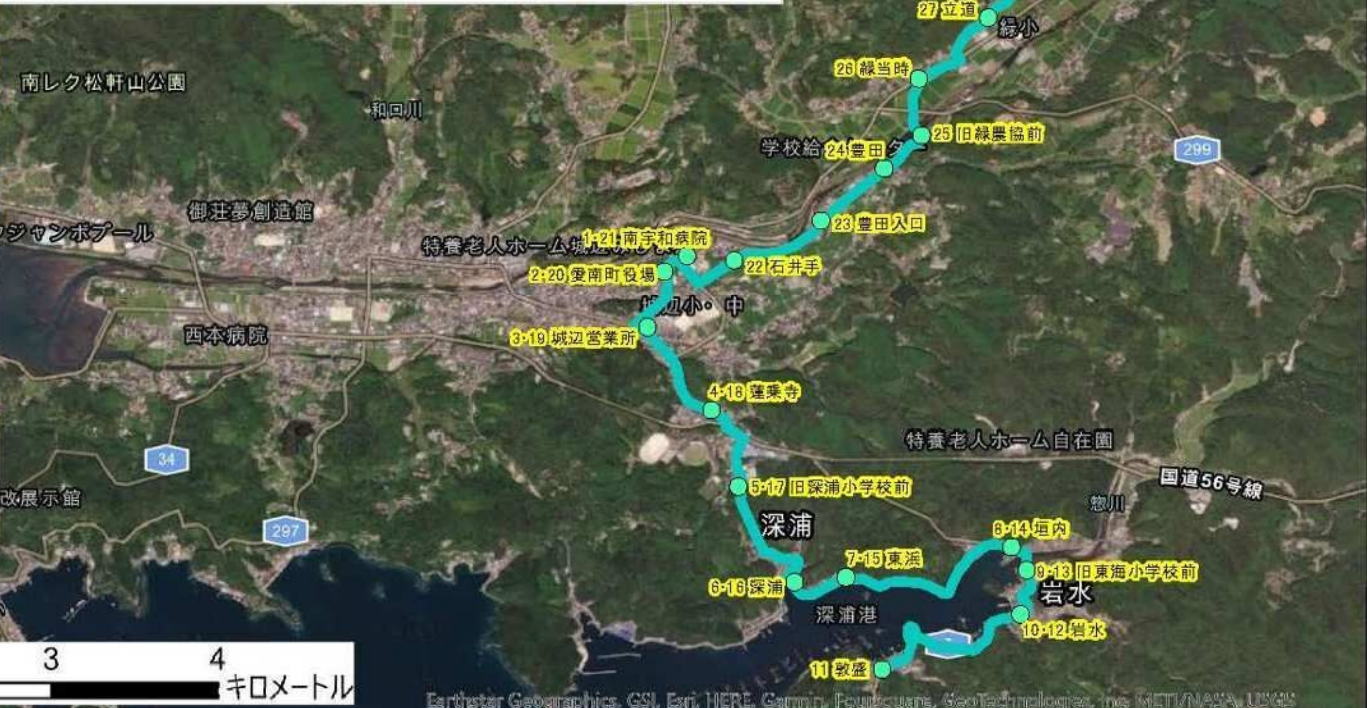 27 立道
緑小
26 緑当時
南レク松軒山公園
和口川
25 旧緑農協前
学校給
24 豊田
299
御荘夢創造館
ジャンボプール
23 豊田入口
特養老人ホーム城辺
1・21 南宇和病院
22 石井手
2・20 愛南町役場
城辺小・中
西本病院
3・19 城辺営業所
4・18 蓮乗寺
特養老人ホーム自在園
34
国道56号線
5・17 旧深浦小学校前
改展示館
惣川
深浦
297
8・14 垣内
7・15 東浜
9・13 旧東海小学校前
6・16 深浦
岩水
深浦港
10・12 岩水
3
4
11 敦盛
キロメートル
Earthstar Geographics, GSI, Esri, HERE, Garmin, Foursquare, GeoTechnologies, Inc, METI/NASA, USGS